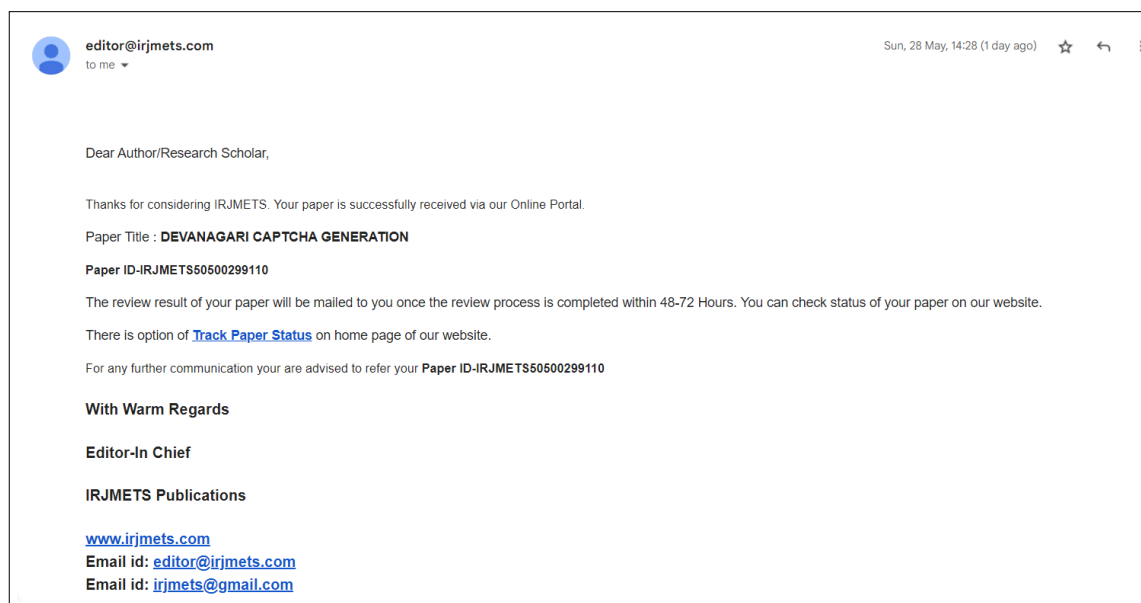 editor@irjmets.com
Sun, 28 May, 14:28 (1 day ago)
to me
Dear Author/Research Scholar,
Thanks for considering IRJMETS. Your paper is successfully received via our Online Portal.
Paper Title : DEVANAGARI CAPTCHA GENERATION
Paper ID-IRJMETS50500299110
The review result of your paper will be mailed to you once the review process is completed within 48-72 Hours. You can check status of your paper on our website.
There is option of Track Paper Status on home page of our website.
For any further communication your are advised to refer your Paper ID-IRJMETS50500299110
With Warm Regards
Editor-In Chief
IRJMETS Publications
www.irjmets.com
Email id: editor@irjmets.com
Email id: irjmets@gmail.com